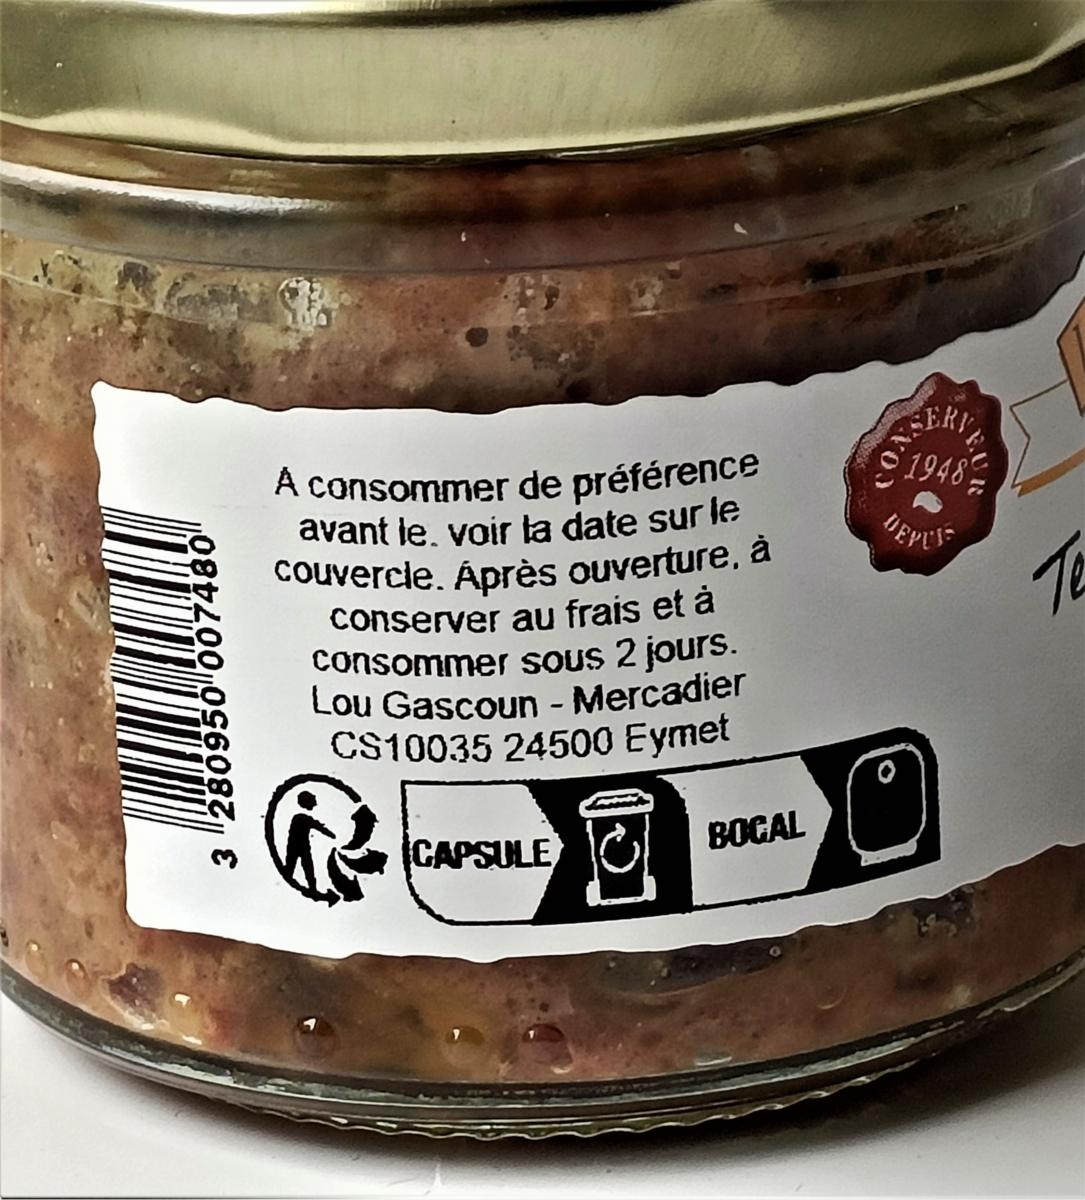 A consommer de préférence
avant le. voir la date sur le
couvercle. Après ouverture, à
conserver au frais et à
consommer sous 2 jours.
Lou Gascoun - Mercadier
CS10035 24500 Eymet
CAPSULE
BOCAL
3 280950 007480
CONSERVEUR
1948
DEPUIS
Te